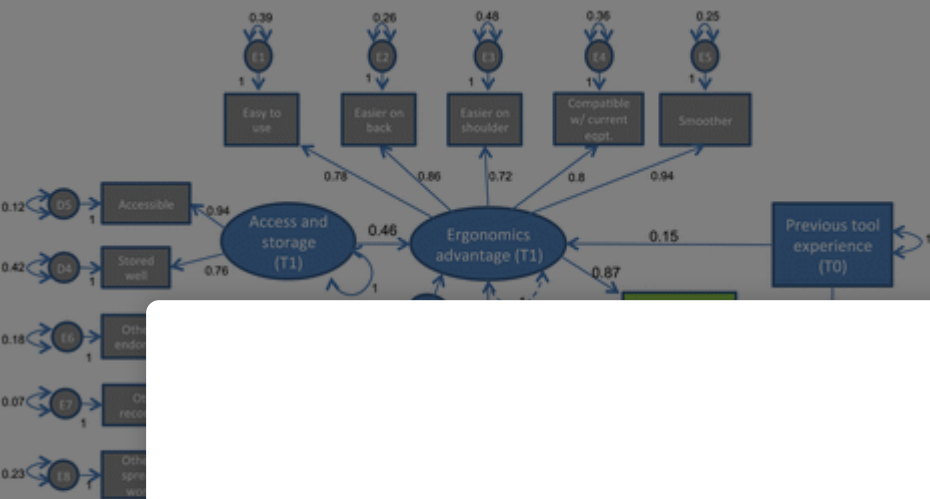 0.39
0.26
0.48
0.36
0.25
E1
E2
E3
E4
E5
1
1
1
1
1
Easy to
use
Easier on
back
Easier on
shoulder
Compatible
w/ current
eqpt.
Smoother
0.78
0.86
0.72
0.8
0.94
0.12
D5
1
Accessible
0.94
Access and
storage
(T1)
0.46
Ergonomics
advantage (T1)
0.15
Previous tool
experience
(T0)
1
0.42
D4
1
Stored
well
0.76
1
0.87
0.18
E6
1
0.07
E7
1
0.23
E8
1